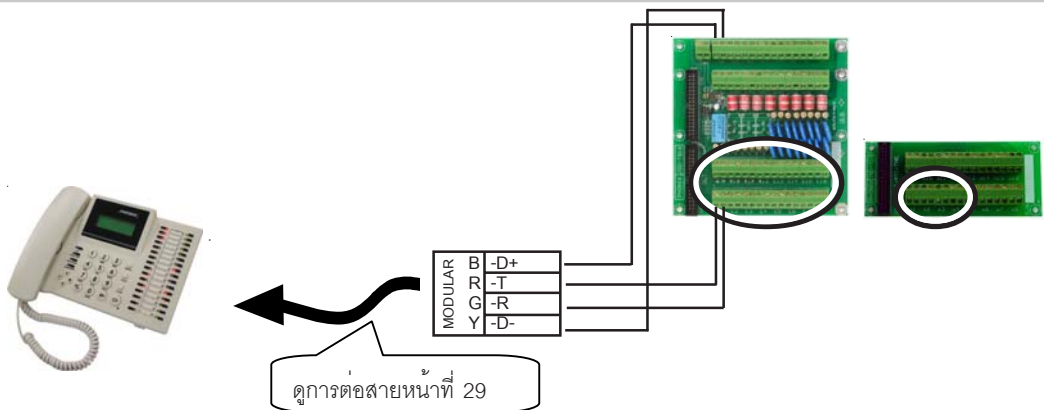 MODULAR
B -D+
R -T
G -R
Y -D-
ดูการต่อสายหน้าที่ 29